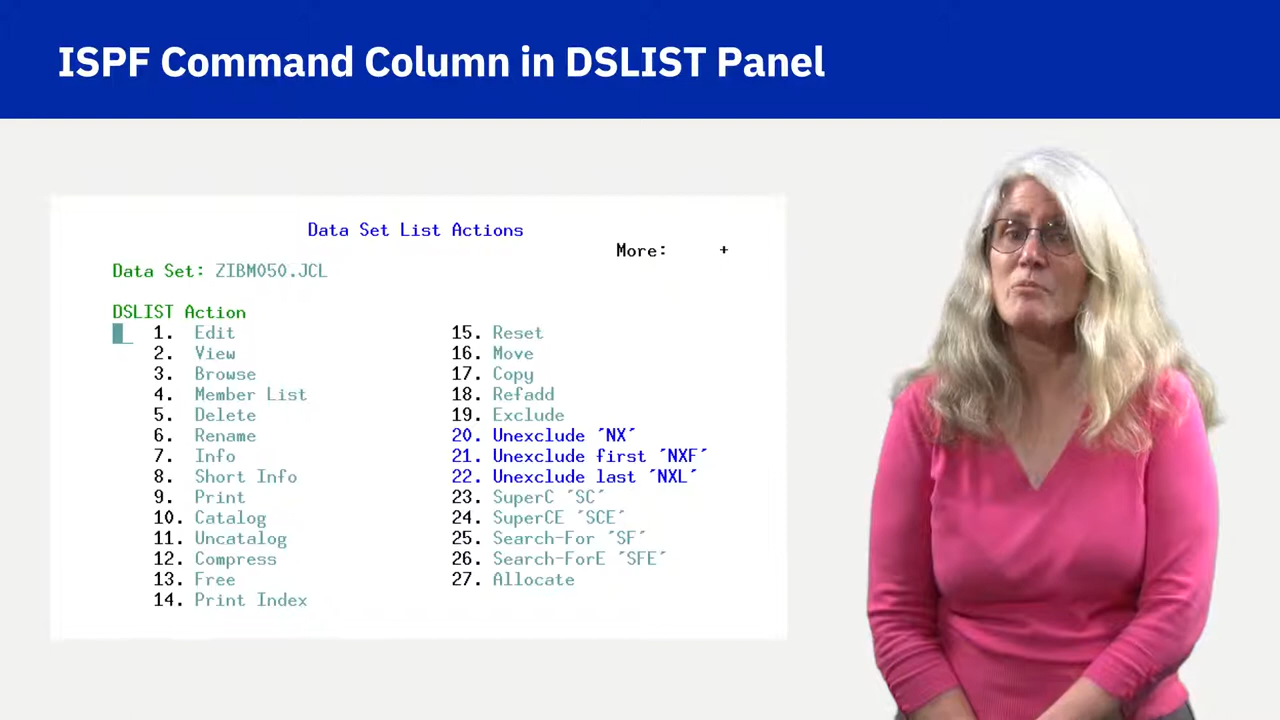 ISPF Command Column in DSLIST Panel
Data Set List Actions
More: +
Data Set: ZIBM050.JCL
DSLIST Action
1. Edit
2. View
3. Browse
4. Member List
5. Delete
6. Rename
7. Info
8. Short Info
9. Print
10. Catalog
11. Uncatalog
12. Compress
13. Free
14. Print Index
15. Reset
16. Move
17. Copy
18. Refadd
19. Exclude
20. Unexclude ´NX´
21. Unexclude first ´NXF´
22. Unexclude last ´NXL´
23. SuperC ´SC´
24. SuperCE ´SCE´
25. Search-For ´SF´
26. Search-ForE ´SFE´
27. Allocate